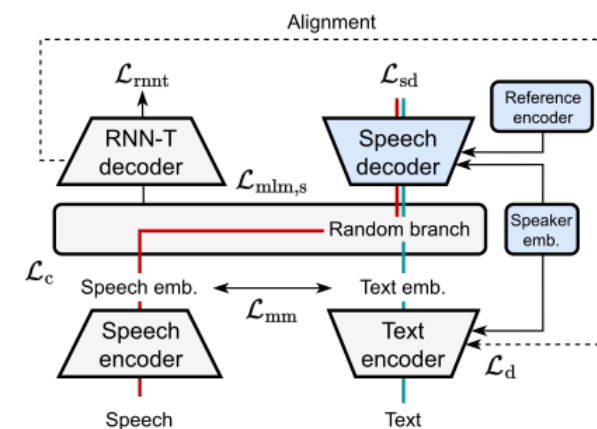 Alignment
ℒrnnt
ℒsd
Reference
encoder
RNN-T
decoder
Speech
decoder
ℒmlm,s
Random branch
Speaker
emb.
ℒc
Speech emb.
Text emb.
ℒmm
Speech
encoder
Text
encoder
ℒd
Speech
Text